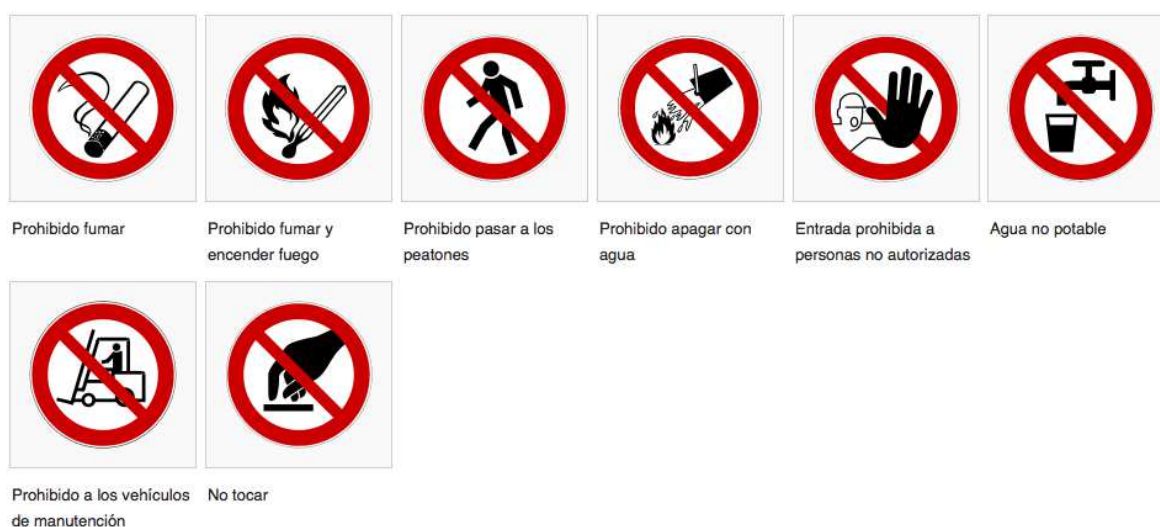 Prohibido fumar
Prohibido fumar y
encender fuego
Prohibido pasar a los
peatones
Prohibido apagar con
agua
Entrada prohibida a
personas no autorizadas
Agua no potable
Prohibido a los vehículos
de manutención
No tocar